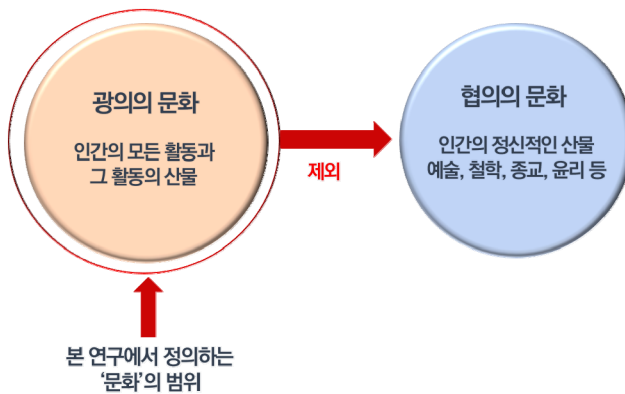 광의의 문화
인간의 모든 활동과
그 활동의 산물
제외
협의의 문화
인간의 정신적인 산물
예술, 철학, 종교, 윤리 등
본 연구에서 정의하는
‘문화’의 범위